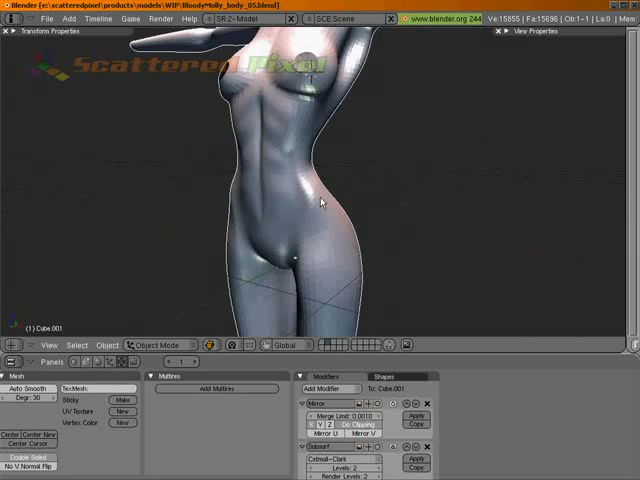 Blender [e:\scatteredpixel\products\models\WIP\BloodyMolly_body_05.blend]
File Add Timeline Game Render Help SR:2-Model SCE:Scene www.blender.org 244 Ve:15855 | Fa:15696 | Ob:1-1 | La:0 | Mem:
Transform Properties
View Properties
Scattered Pixel
(1) Cube.001
View Select Object Object Mode Global
Panels 1
Mesh
Multires
Modifiers Shapes
Auto Smooth
Degr: 30
TexMesh:
Sticky Make
UV Texture New
Vertex Color New
Center Center New
Center Cursor
Double Sided
No V.Normal Flip
Add Multires
Add Modifier To: Cube.001
Mirror
Merge Limit: 0.0010 Apply
X Y Z Do Clipping Copy
Mirror U Mirror V
Subsurf
Catmull-Clark Apply
Levels: 2 Copy
Render Levels: 2